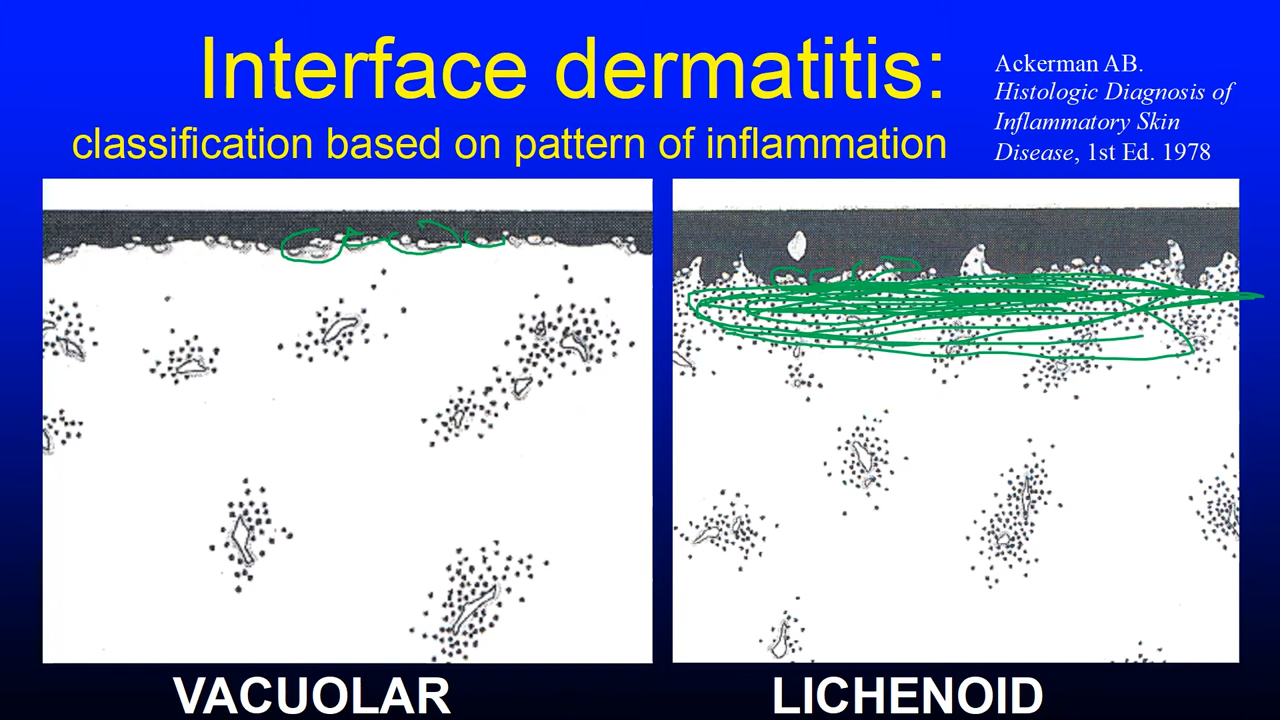 Interface dermatitis:
classification based on pattern of inflammation
Ackerman AB.
Histologic Diagnosis of
Inflammatory Skin
Disease, 1st Ed. 1978
VACUOLAR
LICHENOID